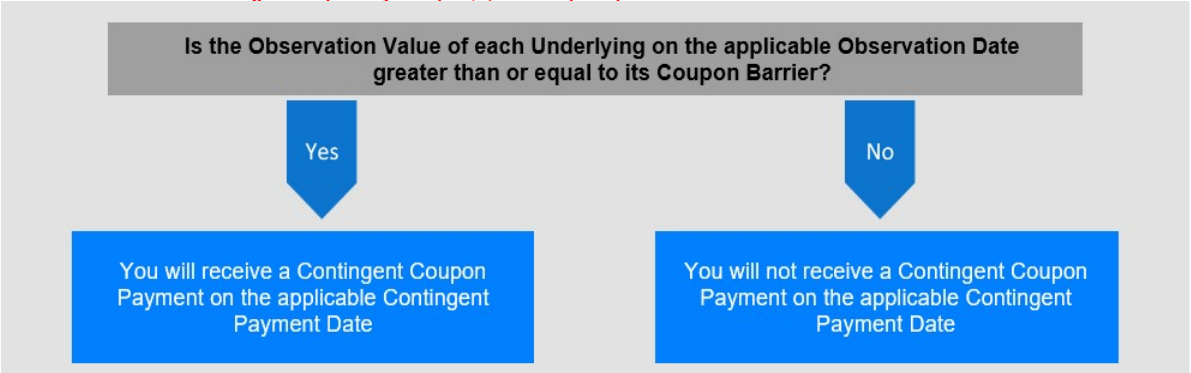 Is the Observation Value of each Underlying on the applicable Observation Date
greater than or equal to its Coupon Barrier?
Yes
No
You will receive a Contingent Coupon
Payment on the applicable Contingent
Payment Date
You will not receive a Contingent Coupon
Payment on the applicable Contingent
Payment Date